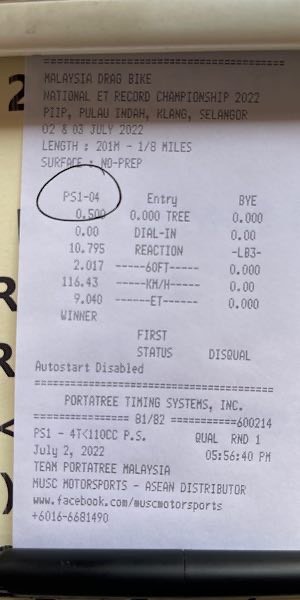 ================================
MALAYSIA DRAG BIKE
NATIONAL ET RECORD CHAMPIONSHIP 2022
PIIP, PULAU INDAH, KLANG, SELANGOR
02 & 03 JULY 2022
LENGTH : 201M - 1/8 MILES
SURFACE : NO-PREP
PS1-04 Entry BYE
0.500 0.000 TREE 0.000
0.00 DIAL-IN 0.00
10.795 REACTION -LB3-
2.017 -----60FT----- 0.000
116.43 -----KM/H----- 0.00
9.040 ------ET------ 0.000
WINNER
FIRST
STATUS DISQUAL
Autostart Disabled
================================
PORTATREE TIMING SYSTEMS, INC.
============= 81/82 ===========600214
PS1 - 4T<110CC P.S. QUAL RND 1
July 2, 2022 05:56:40 PM
TEAM PORTATREE MALAYSIA
MUSC MOTORSPORTS - ASEAN DISTRIBUTOR
www.facebook.com/muscmotorsports
+6016-6681490